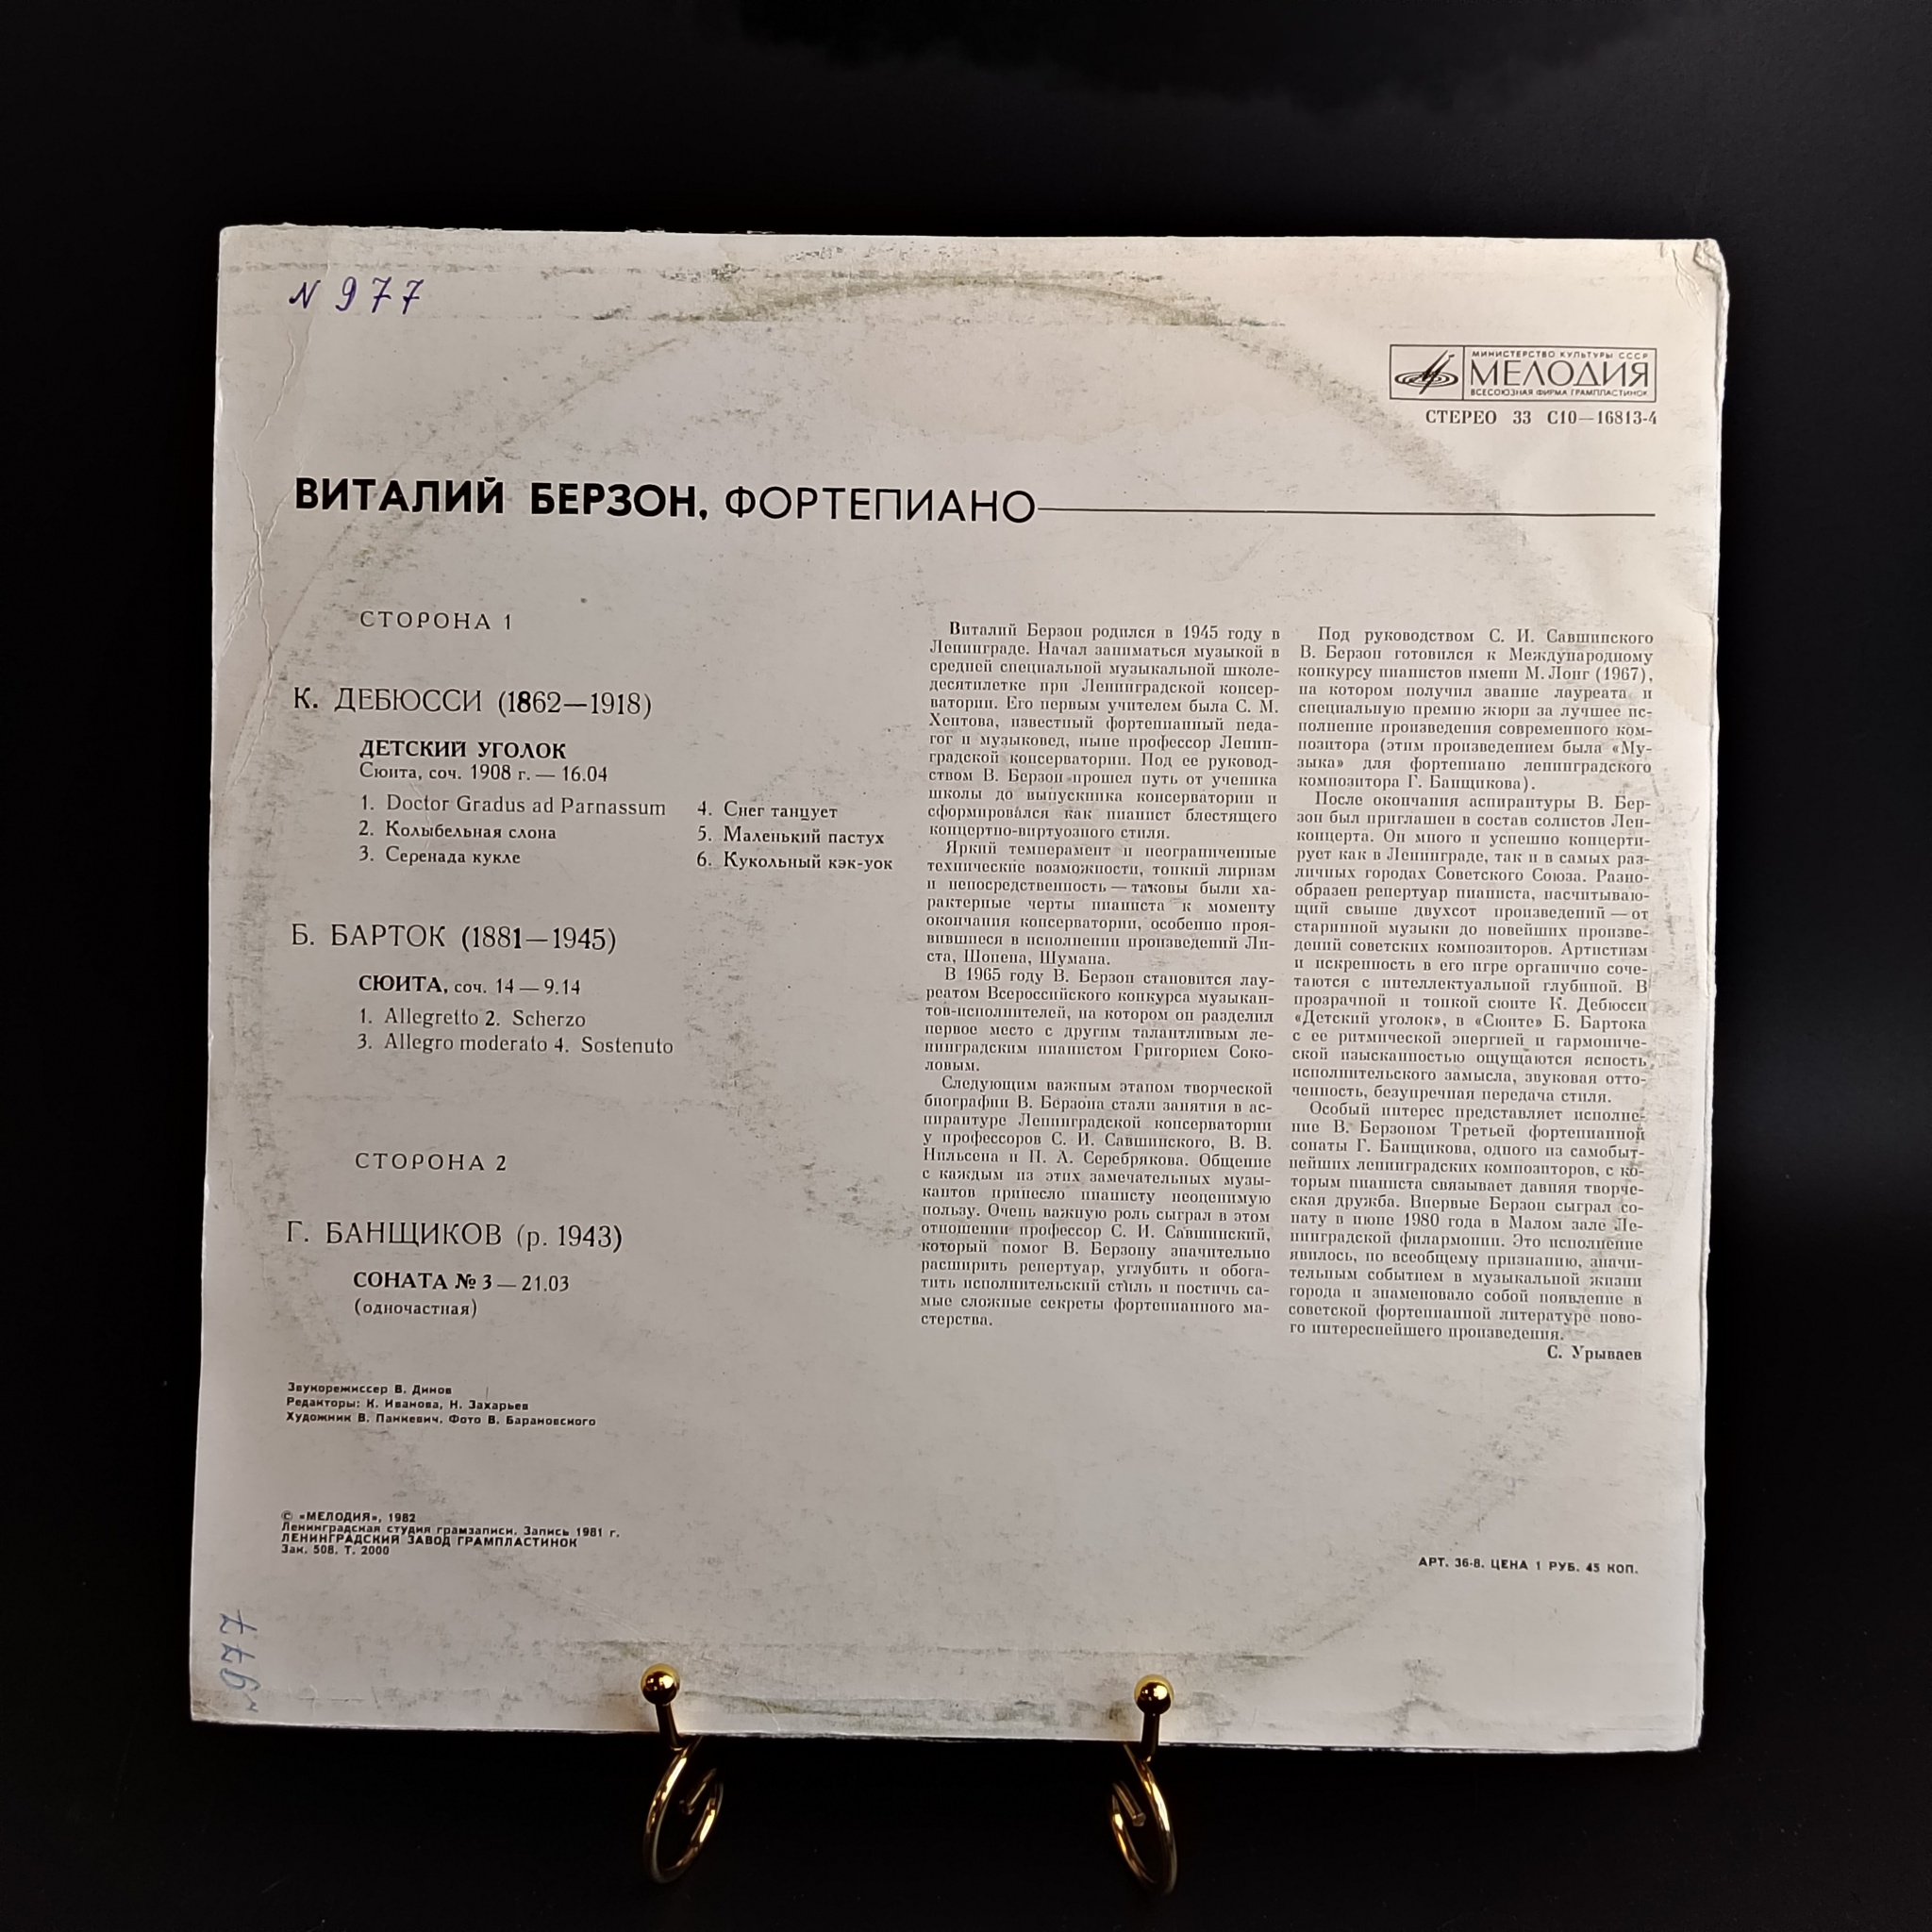 N 977
МИНИСТЕРСТВО КУЛЬТУРЫ СССР
МЕЛОДИЯ
ВСЕСОЮЗНАЯ ФИРМА ГРАМПЛАСТИНОК
СТЕРЕО 33 С10—16813-4
ВИТАЛИЙ БЕРЗОН, ФОРТЕПИАНО
СТОРОНА 1
К. ДЕБЮССИ (1862—1918)
ДЕТСКИЙ УГОЛОК
Сюита, соч. 1908 г. — 16.04
1. Doctor Gradus ad Parnassum
2. Колыбельная слона
3. Серенада кукле
4. Снег танцует
5. Маленький пастух
6. Кукольный кэк-уок
Б. БАРТОК (1881—1945)
СЮИТА, соч. 14 — 9.14
1. Allegretto 2. Scherzo
3. Allegro moderato 4. Sostenuto
СТОРОНА 2
Г. БАНЩИКОВ (р. 1943)
СОНАТА № 3 — 21.03
(одночастная)
Звукорежиссер В. Динов
Редакторы: К. Иванова, Н. Захарьев
Художник В. Панкевич. Фото В. Барановского
© «МЕЛОДИЯ», 1982
Ленинградская студия грамзаписи. Запись 1981 г.
ЛЕНИНГРАДСКИЙ ЗАВОД ГРАМПЛАСТИНОК
Зак. 508. Т. 2000
Виталий Берзон родился в 1945 году в
Ленинграде. Начал заниматься музыкой в
средней специальной музыкальной школе-
десятилетке при Ленинградской консер-
ватории. Его первым учителем была С. М.
Хентова, известный фортепианный педа-
гог и музыковед, ныне профессор Ленин-
градской консерватории. Под ее руковод-
ством В. Берзон прошел путь от ученика
школы до выпускника консерватории и
сформировался как пианист блестящего
концертно-виртуозного стиля.
Яркий темперамент и неограниченные
технические возможности, тонкий лиризм
и непосредственность — таковы были ха-
рактерные черты пианиста к моменту
окончания консерватории, особенно проя-
вившиеся в исполнении произведений Ли-
ста, Шопена, Шумана.
В 1965 году В. Берзон становится лау-
реатом Всероссийского конкурса музыкан-
тов-исполнителей, на котором он разделил
первое место с другим талантливым ле-
нинградским пианистом Григорием Соко-
ловым.
Следующим важным этапом творческой
биографии В. Берзона стали занятия в ас-
пирантуре Ленинградской консерватории
у профессоров С. И. Савшинского, В. В.
Нильсена и П. А. Серебрякова. Общение
с каждым из этих замечательных музы-
кантов принесло пианисту неоценимую
пользу. Очень важную роль сыграл в этом
отношении профессор С. И. Савшинский,
который помог В. Берзону значительно
расширить репертуар, углубить и обога-
тить исполнительский стиль и постичь са-
мые сложные секреты фортепианного ма-
стерства.
Под руководством С. И. Савшинского
В. Берзон готовился к Международному
конкурсу пианистов имени М. Лонг (1967),
на котором получил звание лауреата и
специальную премию жюри за лучшее ис-
полнение произведения современного ком-
позитора (этим произведением была «Му-
зыка» для фортепиано ленинградского
композитора Г. Банщикова).
После окончания аспирантуры В. Бер-
зон был приглашен в состав солистов Лен-
концерта. Он много и успешно концерти-
рует как в Ленинграде, так и в самых раз-
личных городах Советского Союза. Разно-
образен репертуар пианиста, насчитываю-
щий свыше двухсот произведений — от
старинной музыки до новейших произве-
дений советских композиторов. Артистизм
и искренность в его игре органично соче-
таются с интеллектуальной глубиной. В
прозрачной и тонкой сюите К. Дебюсси
«Детский уголок», в «Сюите» Б. Бартока
с ее ритмической энергией и гармониче-
ской изысканностью ощущаются ясность
исполнительского замысла, звуковая отто-
ченность, безупречная передача стиля.
Особый интерес представляет исполне-
ние В. Берзоном Третьей фортепианной
сонаты Г. Банщикова, одного из самобыт-
нейших ленинградских композиторов, с ко-
торым пианиста связывает давняя творче-
ская дружба. Впервые Берзон сыграл со-
нату в июне 1980 года в Малом зале Ле-
нинградской филармонии. Это исполнение
явилось, по всеобщему признанию, значи-
тельным событием в музыкальной жизни
города и знаменовало собой появление в
советской фортепианной литературе ново-
го интереснейшего произведения.
С. Урываев
АРТ. 36-8. ЦЕНА 1 РУБ. 45 КОП.
N 977